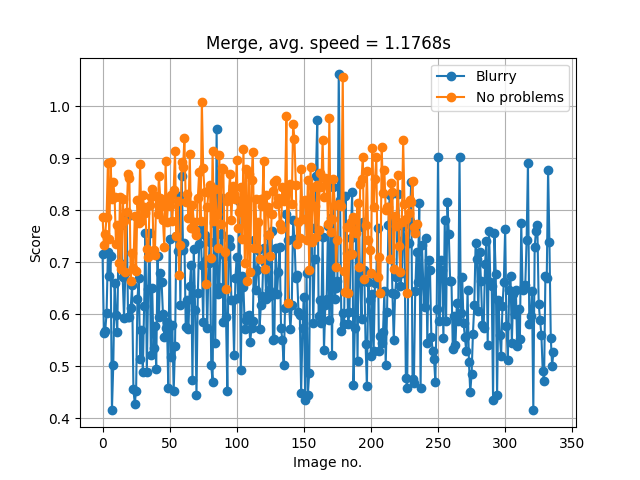 Merge, avg. speed = 1.1768s
Blurry
No problems
1.0
0.9
0.8
0.7
0.6
0.5
0.4
Score
0 50 100 150 200 250 300 350
Image no.